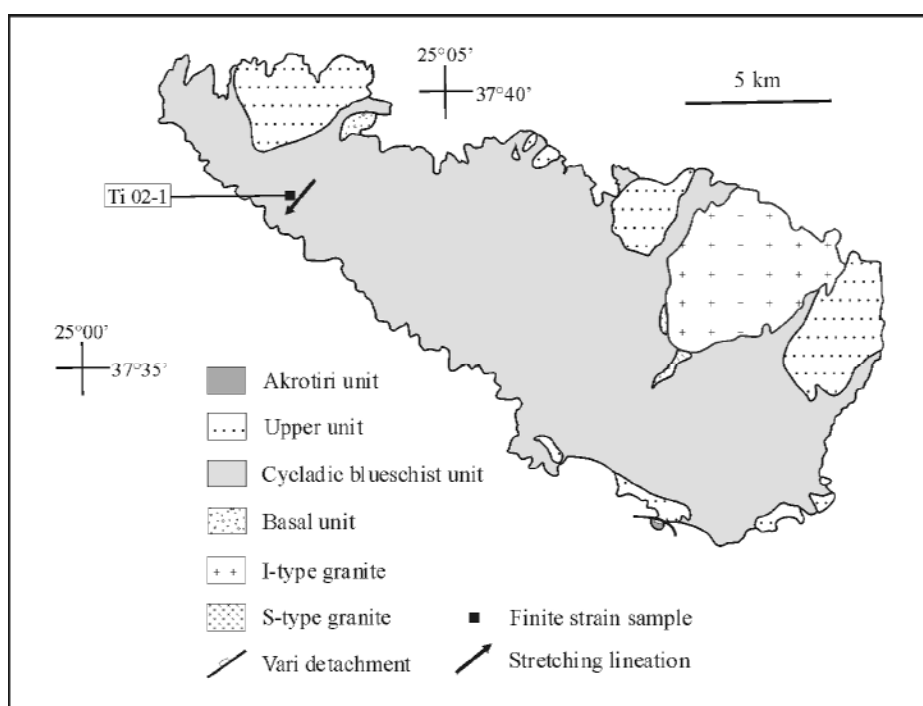 25°05’
37°40’
5 km
Ti 02-1
25°00’
37°35’
Akrotiri unit
Upper unit
Cycladic blueschist unit
Basal unit
I-type granite
S-type granite
Finite strain sample
Vari detachment
Stretching lineation